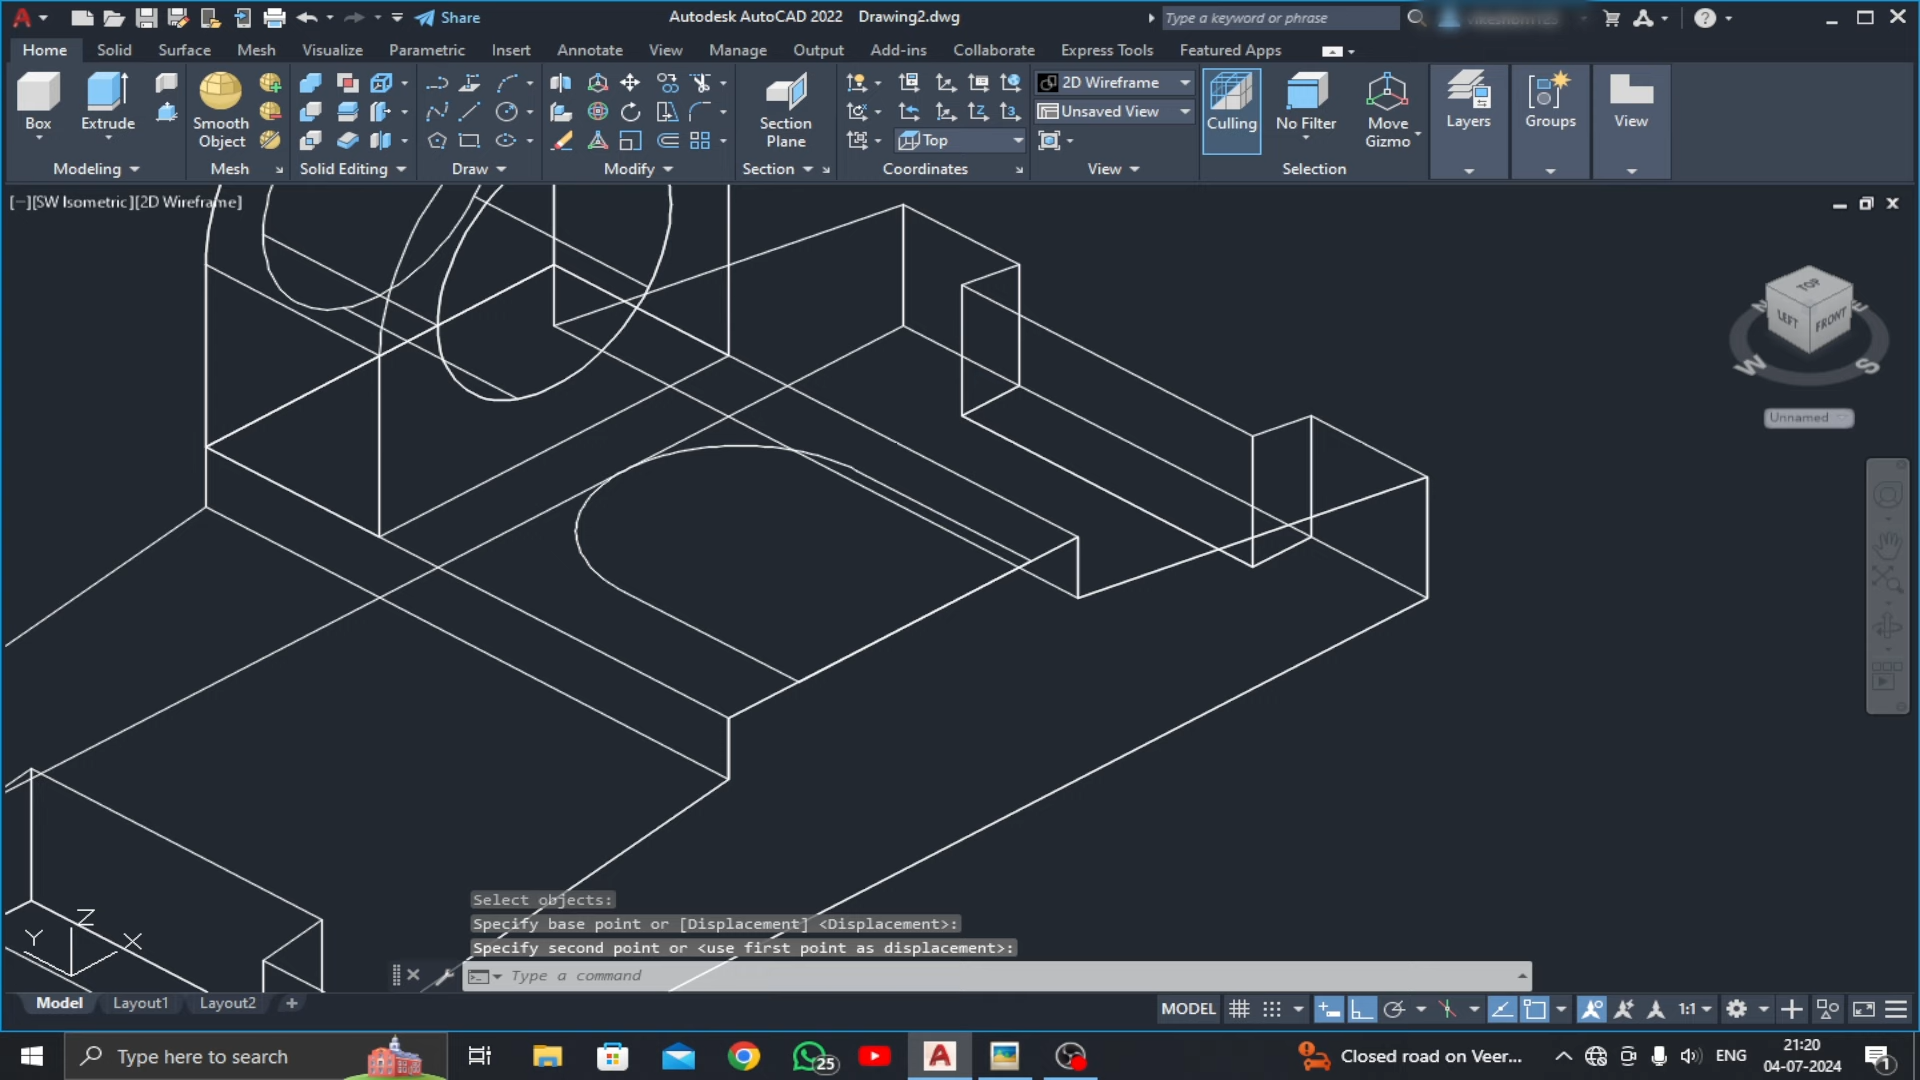 Share
Autodesk AutoCAD 2022 Drawing2.dwg
Type a keyword or phrase
Home Solid Surface Mesh Visualize Parametric Insert Annotate View Manage Output Add-ins Collaborate Express Tools Featured Apps
Box
Extrude
Smooth
Object
Section
Plane
2D Wireframe
Unsaved View
Top
Culling
No Filter
Move
Gizmo
Layers
Groups
View
Modeling Mesh Solid Editing Draw Modify Section Coordinates View Selection
[−][SW Isometric][2D Wireframe]
TOP
LEFT FRONT
N E
W S
Unnamed
Select objects:
Specify base point or [Displacement] <Displacement>:
Specify second point or <use first point as displacement>:
Type a command
Z
Y X
Model Layout1 Layout2 +
MODEL 1:1
Type here to search
25
Closed road on Veer...
ENG
21:20
04-07-2024
1